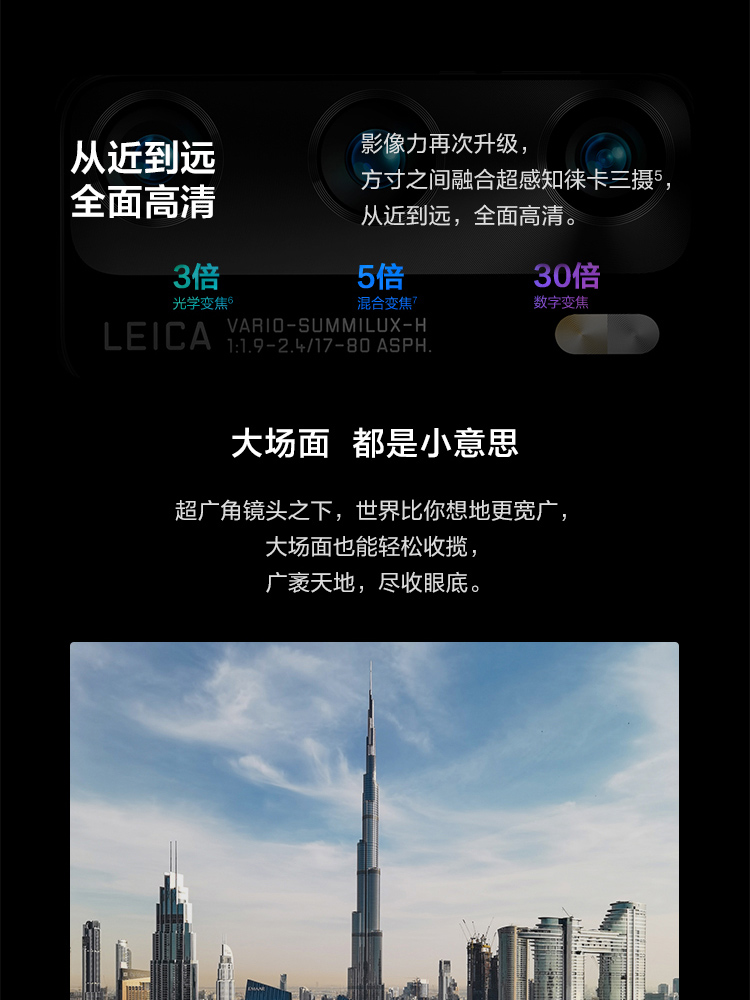 从近到远
全面高清
影像力再次升级，
方寸之间融合超感知徕卡三摄5，
从近到远，全面高清。
3倍
光学变焦6
5倍
混合变焦7
30倍
数字变焦
LEICA
VARIO-SUMMILUX-H
1:1.9-2.4/17-80 ASPH.
大场面 都是小意思
超广角镜头之下，世界比你想地更宽广，
大场面也能轻松收揽，
广袤天地，尽收眼底。
EMAAR